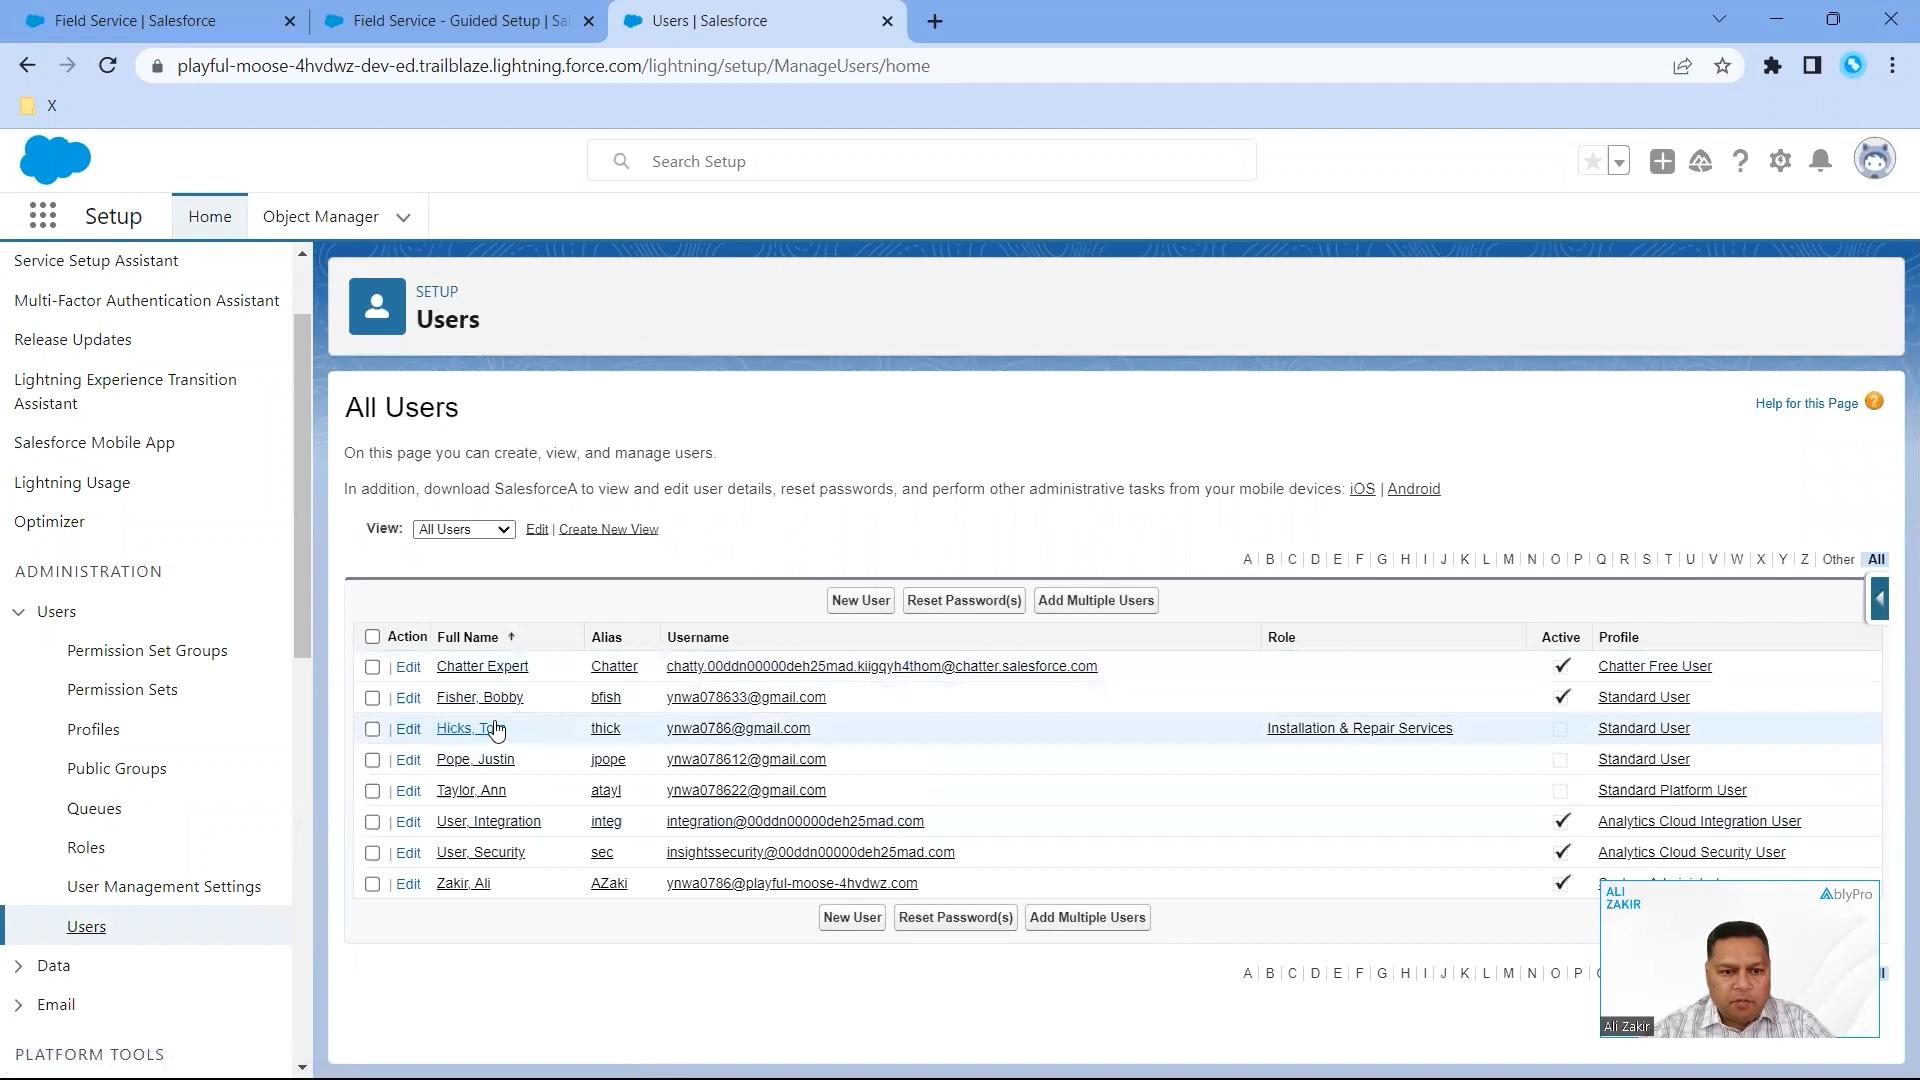 Field Service | Salesforce
Field Service - Guided Setup | Sal
Users | Salesforce
playful-moose-4hvdwz-dev-ed.trailblaze.lightning.force.com/lightning/setup/ManageUsers/home
X
Search Setup
Setup
Home
Object Manager
Service Setup Assistant
Multi-Factor Authentication Assistant
Release Updates
Lightning Experience Transition
Assistant
Salesforce Mobile App
Lightning Usage
Optimizer
ADMINISTRATION
Users
Permission Set Groups
Permission Sets
Profiles
Public Groups
Queues
Roles
User Management Settings
Users
Data
Email
PLATFORM TOOLS
SETUP
Users
All Users
Help for this Page ?
On this page you can create, view, and manage users.
In addition, download SalesforceA to view and edit user details, reset passwords, and perform other administrative tasks from your mobile devices: iOS | Android
View: All Users Edit | Create New View
A | B | C | D | E | F | G | H | I | J | K | L | M | N | O | P | Q | R | S | T | U | V | W | X | Y | Z | Other | All
New User Reset Password(s) Add Multiple Users
Action Full Name Alias Username Role Active Profile
| Edit Chatter Expert Chatter chatty.00ddn00000deh25mad.kiiggyh4thom@chatter.salesforce.com Chatter Free User
| Edit Fisher, Bobby bfish ynwa078633@gmail.com Standard User
| Edit Hicks, thick ynwa0786@gmail.com Installation & Repair Services Standard User
| Edit Pope, Justin jpope ynwa078612@gmail.com Standard User
| Edit Taylor, Ann atayl ynwa078622@gmail.com Standard Platform User
| Edit User, Integration integ integration@00ddn00000deh25mad.com Analytics Cloud Integration User
| Edit User, Security sec insightssecurity@00ddn00000deh25mad.com Analytics Cloud Security User
| Edit Zakir, Ali AZaki ynwa0786@playful-moose-4hvdwz.com
New User Reset Password(s) Add Multiple Users
A | B | C | D | E | F | G | H | I | J | K | L | M | N | O | P
ALI
ZAKIR
AblyPro
Ali Zakir